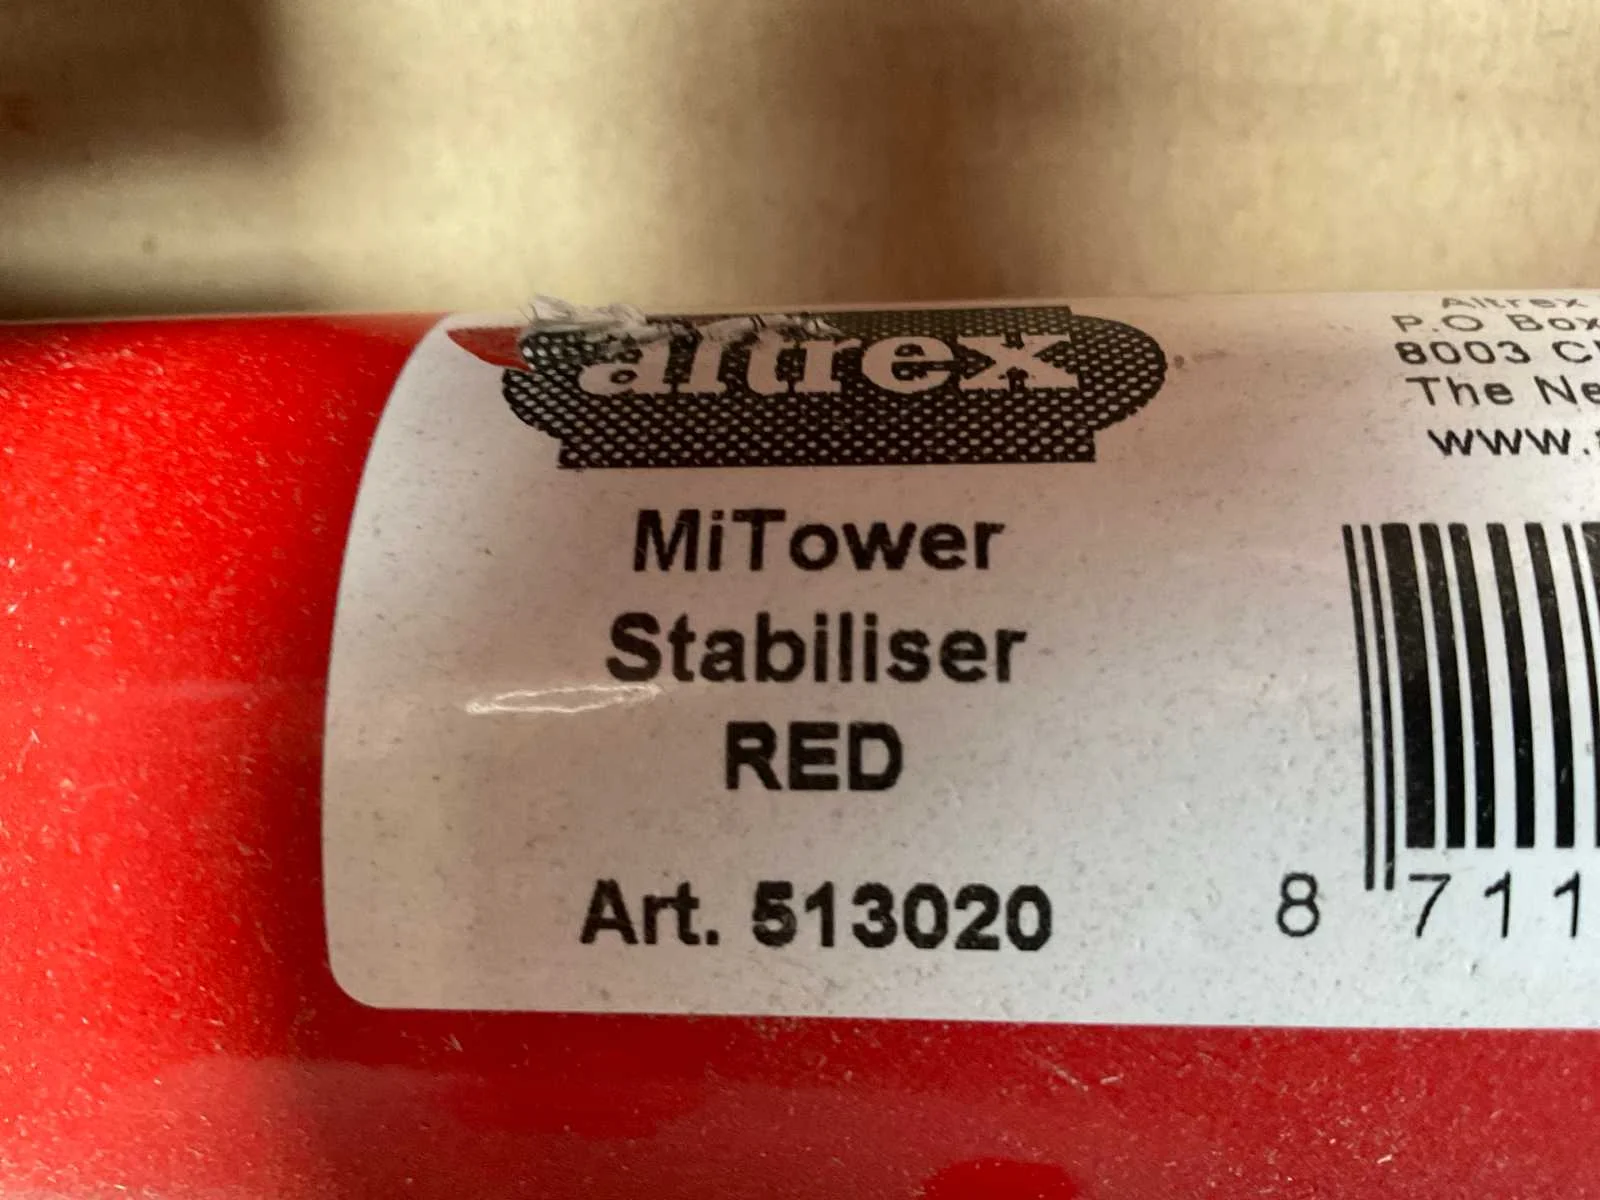 altrex
MiTower
Stabiliser
RED
Art. 513020
Altrex
P.O Box
8003 C
The Ne
www.
8 711